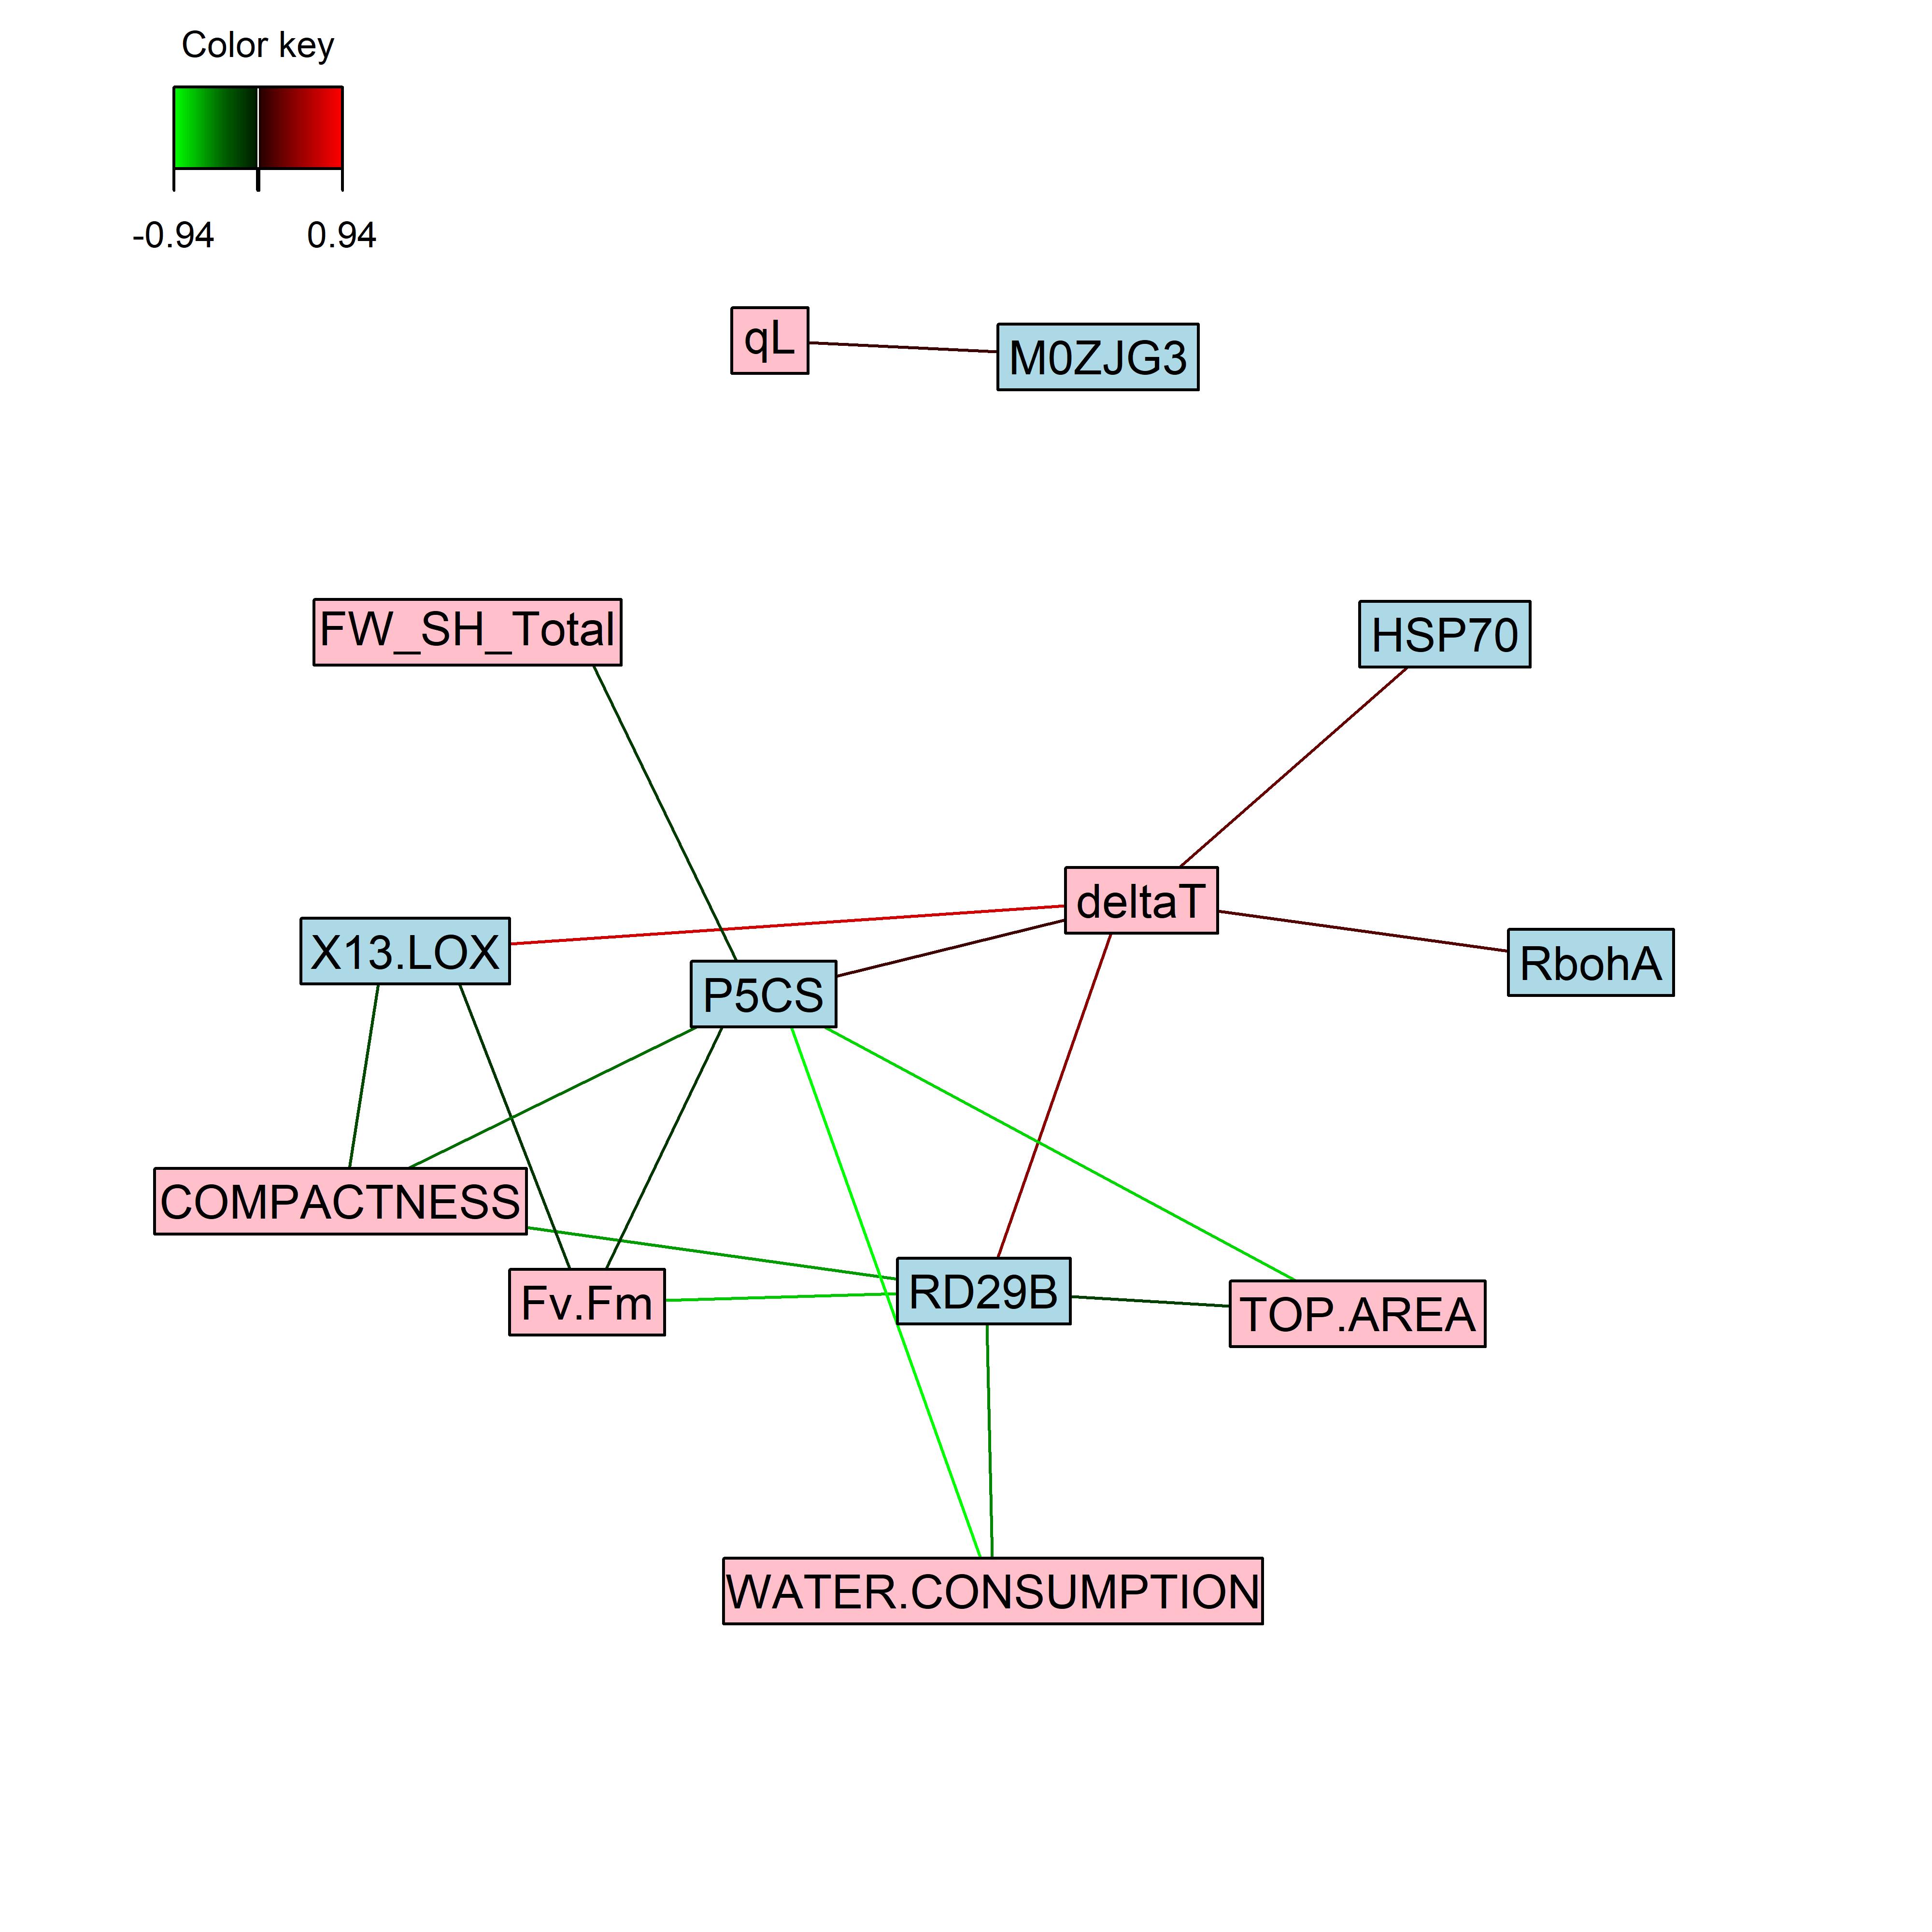 Color key
-0.94 0.94
qL
M0ZJG3
FW_SH_Total
HSP70
deltaT
X13.LOX
RbohA
P5CS
COMPACTNESS
Fv.Fm
RD29B
TOP.AREA
WATER.CONSUMPTION